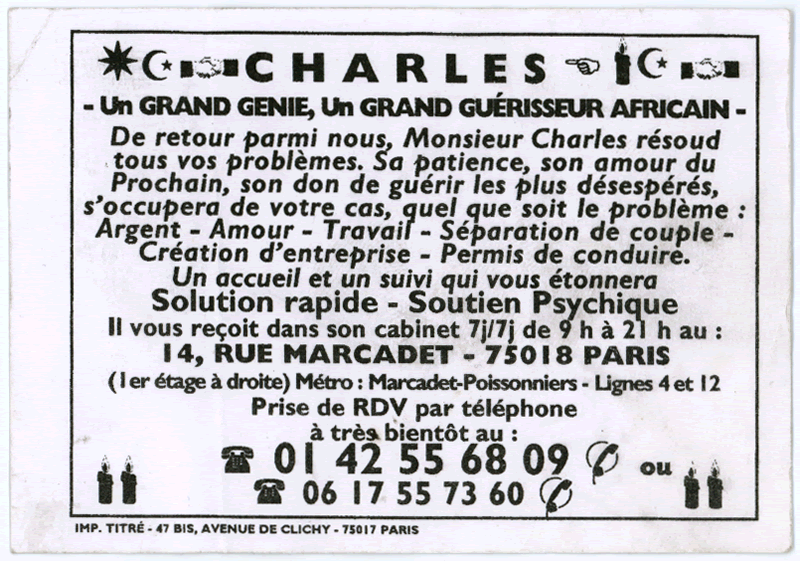 CHARLES
- Un GRAND GENIE, Un GRAND GUÉRISSEUR AFRICAIN -
De retour parmi nous, Monsieur Charles résoud
tous vos problèmes. Sa patience, son amour du
Prochain, son don de guérir les plus désespérés,
s'occupera de votre cas, quel que soit le problème :
Argent - Amour - Travail - Séparation de couple -
Création d'entreprise - Permis de conduire.
Un accueil et un suivi qui vous étonnera
Solution rapide - Soutien Psychique
Il vous reçoit dans son cabinet 7j/7j de 9 h à 21 h au :
14, RUE MARCADET - 75018 PARIS
(1er étage à droite) Métro : Marcadet-Poissonniers - Lignes 4 et 12
Prise de RDV par téléphone
à très bientôt au :
01 42 55 68 09 ou
06 17 55 73 60
IMP. TITRÉ - 47 BIS, AVENUE DE CLICHY - 75017 PARIS